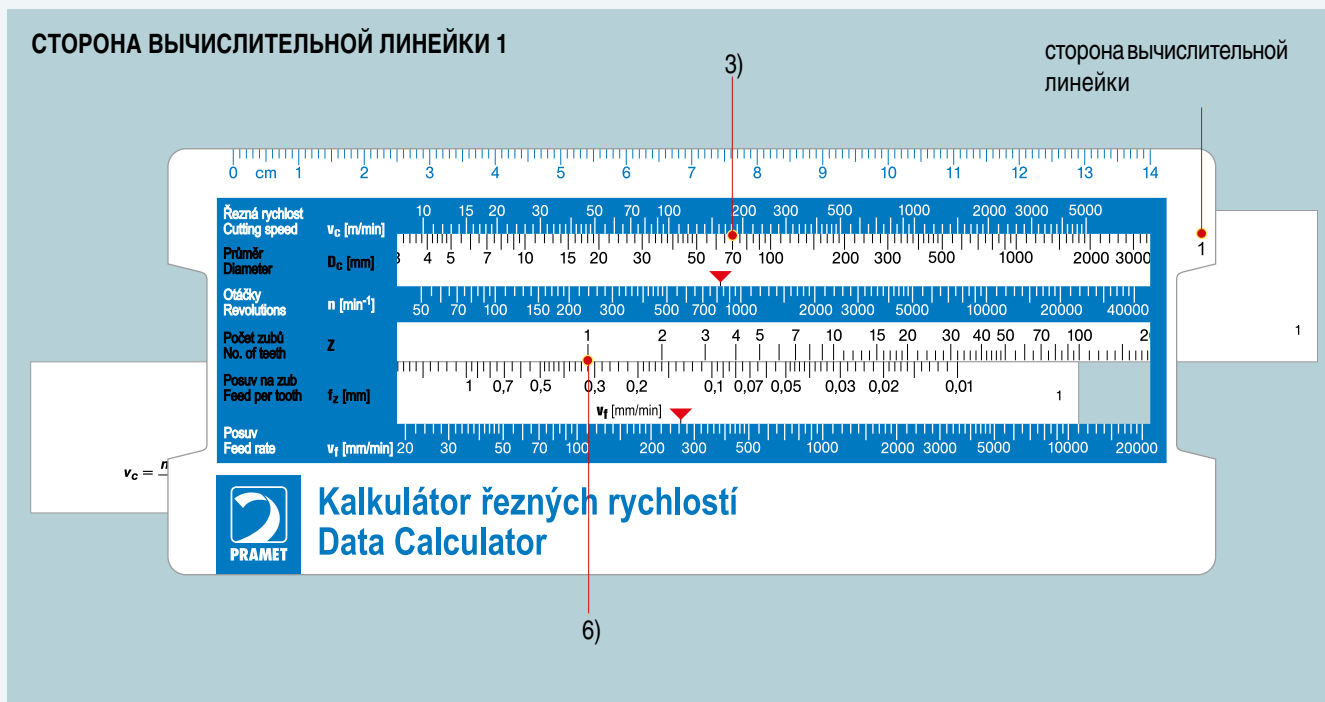 СТОРОНА ВЫЧИСЛИТЕЛЬНОЙ ЛИНЕЙКИ 1
3)
сторона вычислительной
линейки
0 cm 1 2 3 4 5 6 7 8 9 10 11 12 13 14
Řezná rychlost
Cutting speed vc [m/min] 10 15 20 30 50 70 100 200 300 500 1000 2000 3000 5000
1
Průměr
Diameter Dc [mm] 3 4 5 7 10 15 20 30 50 70 100 200 300 500 1000 2000 3000
Otáčky
Revolutions n [min-1] 50 70 100 150 200 300 500 700 1000 2000 3000 5000 10000 20000 40000
1
Počet zubů
No. of teeth Z 1 2 3 4 5 7 10 15 20 30 40 50 70 100 20
Posuv na zub
Feed per tooth fz [mm] 1 0,7 0,5 0,3 0,2 0,1 0,07 0,05 0,03 0,02 0,01 1
vf [mm/min]
Posuv
Feed rate vf [mm/min] 20 30 50 70 100 200 300 500 1000 2000 3000 5000 10000 20000
vc = n
PRAMET
Kalkulátor řezných rychlostí
Data Calculator
6)